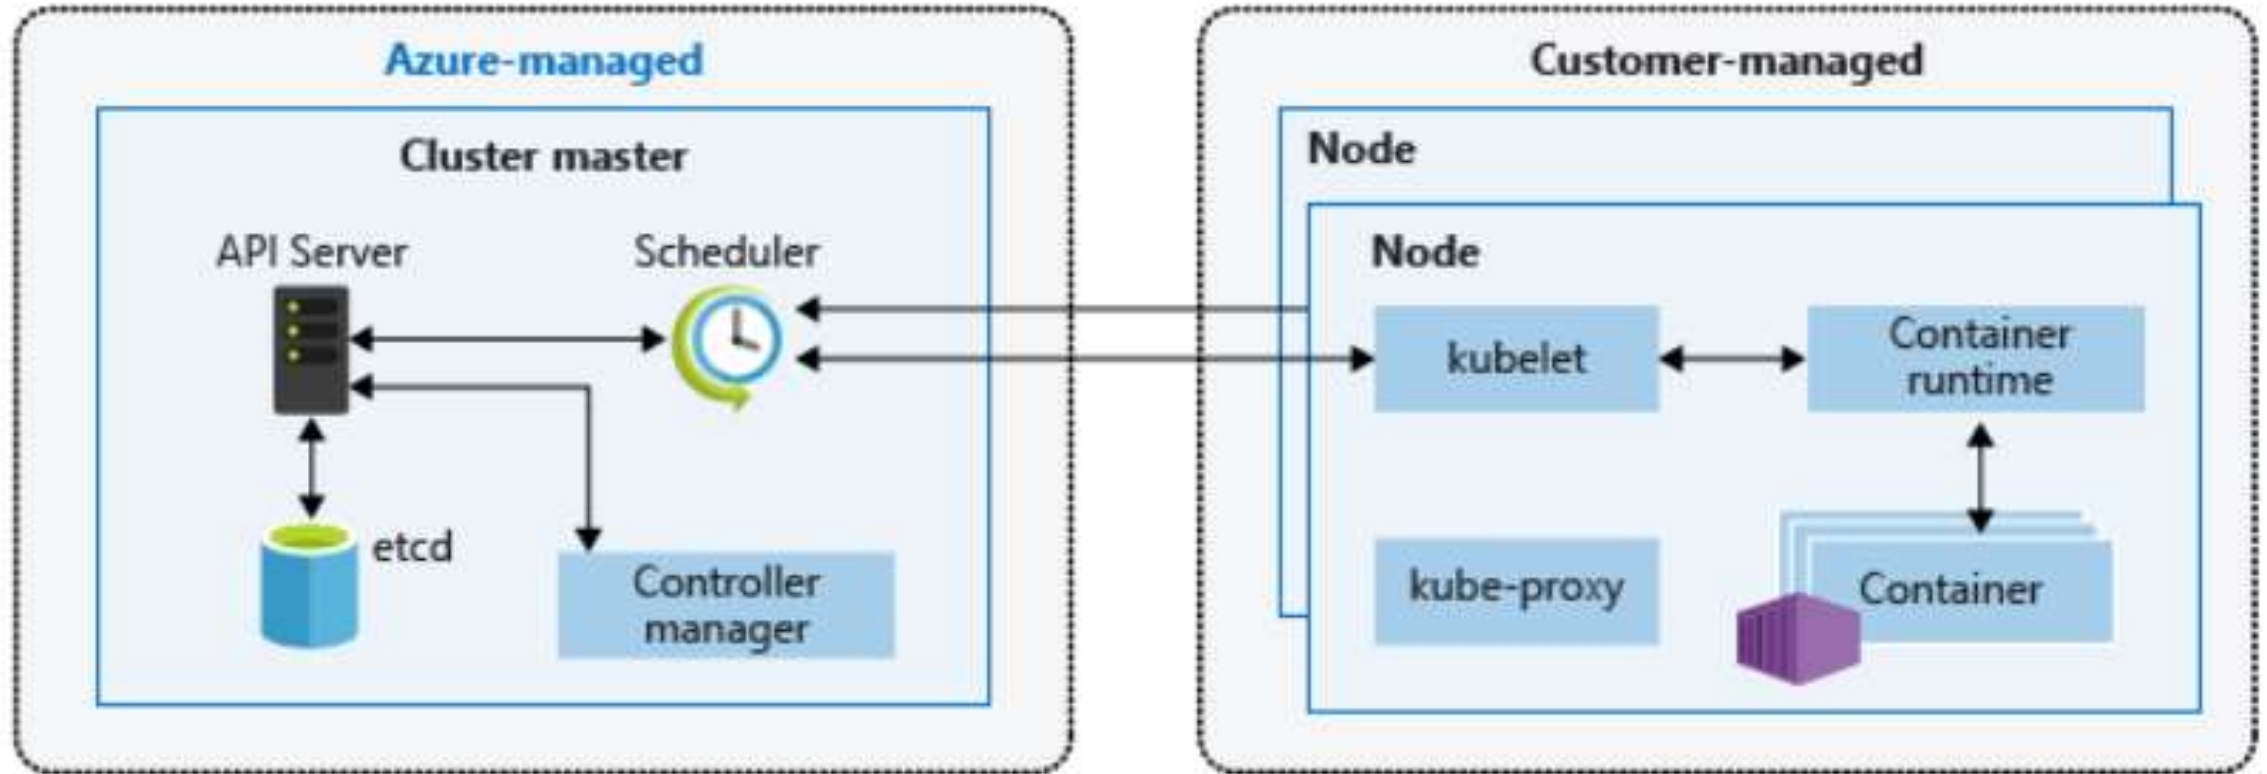 Azure-managed
Cluster master
API Server
Scheduler
etcd
Controller
manager
Customer-managed
Node
Node
kubelet
Container
runtime
kube-proxy
Container